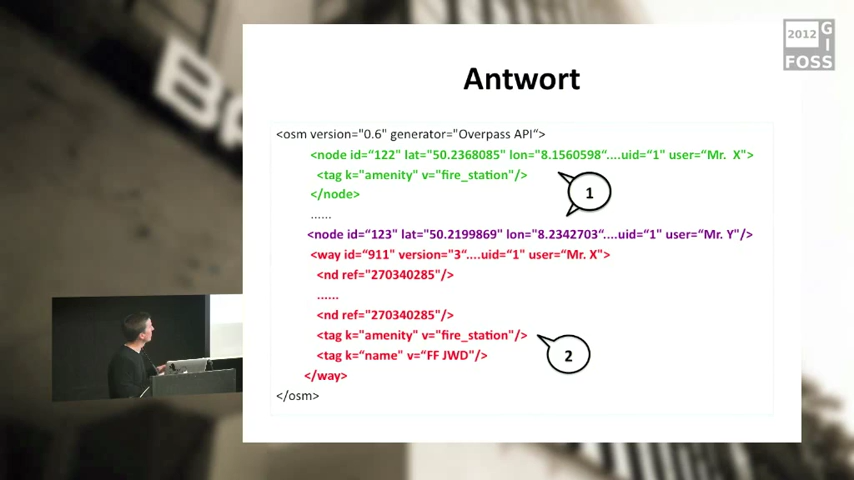 2012 GI
FOSS
Antwort
<osm version="0.6" generator="Overpass API“>
<node id=“122" lat="50.2368085" lon="8.1560598“....uid=“1" user=“Mr. X">
<tag k="amenity" v="fire_station"/>
</node>
1
......
<node id=“123" lat="50.2199869" lon="8.2342703“....uid=“1" user=“Mr. Y"/>
<way id=“911" version="3“....uid=“1" user=“Mr. X">
<nd ref="270340285"/>
......
<nd ref="270340285"/>
<tag k="amenity" v="fire_station"/>
<tag k=“name" v=“FF JWD"/>
2
</way>
</osm>